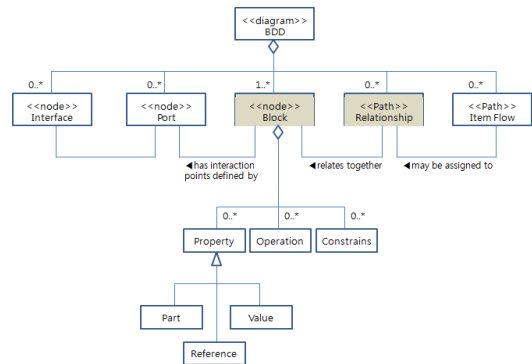 <<diagram>>
BDD
0..*
0..*
1..*
0..*
0..*
<<node>>
Interface
<<node>>
Port
<<node>>
Block
<<Path>>
Relationship
<<Path>>
Item Flow
◀has interaction
points defined by
◀relates together
◀may be assigned to
0..*
0..*
0..*
Property
Operation
Constrains
Part
Value
Reference